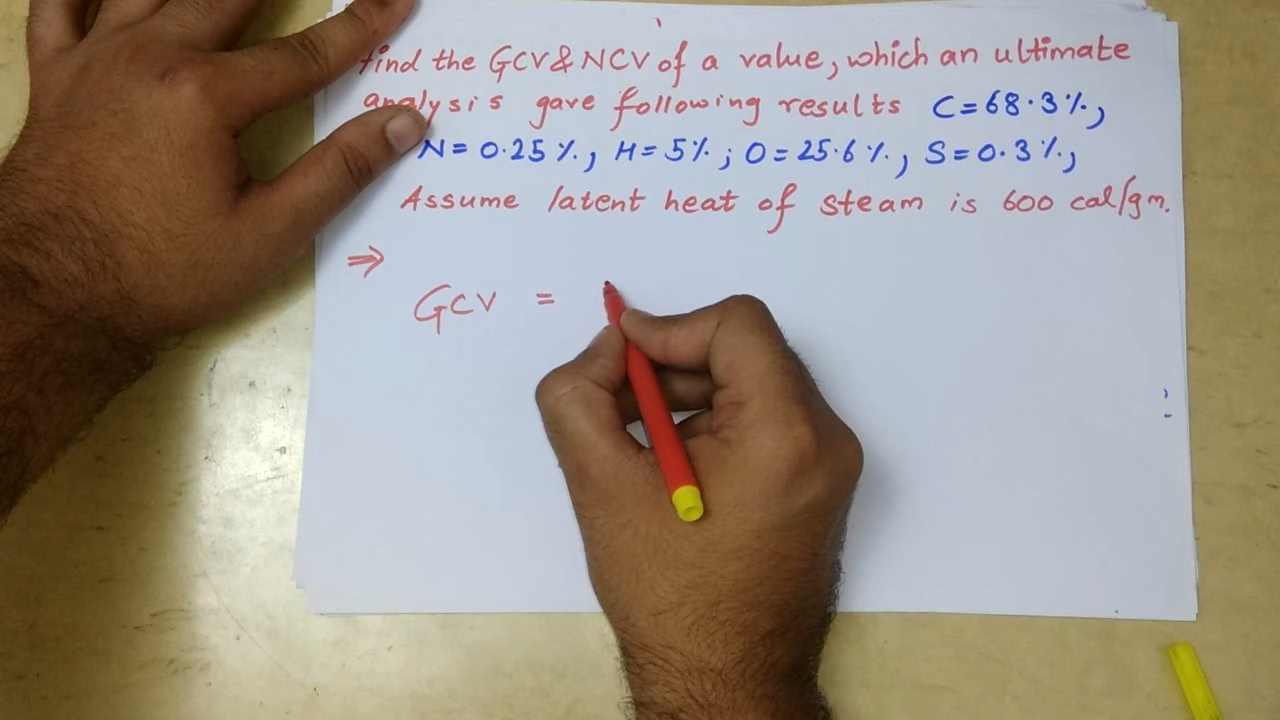 find the GCV & NCV of a value, which an ultimate
analysis gave following results C = 68.3%,
N = 0.25%, H = 5%; O = 25.6%, S = 0.3%,
Assume latent heat of steam is 600 cal/gm.
⇒
GCV =